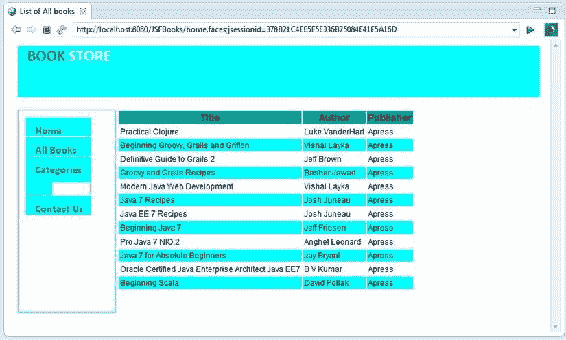 List of All books
http://localhost:8080/JSFBooks/home.faces;jsessionid=
BOOK STORE
Home
All Books
Categories
Contact Us
Title Author Publisher
Practical Clojure Luke VanderHart Apress
Beginning Groovy, Grails and Griffon Vishal Layka Apress
Definitive Guide to Grails 2 Jeff Brown Apress
Groovy and Grails Recipes Bashar Jawad Apress
Modern Java Web Development Vishal Layka Apress
Java 7 Recipes Josh Juneau Apress
Java EE 7 Recipes Josh Juneau Apress
Beginning Java 7 Jeff Friesen Apress
Pro Java 7 NIO.2 Anghel Leonard Apress
Java 7 for Absolute Beginners Jay Bryant Apress
Oracle Certified Java Enterprise Architect Java EE7 B V Kumar Apress
Beginning Scala David Pollak Apress